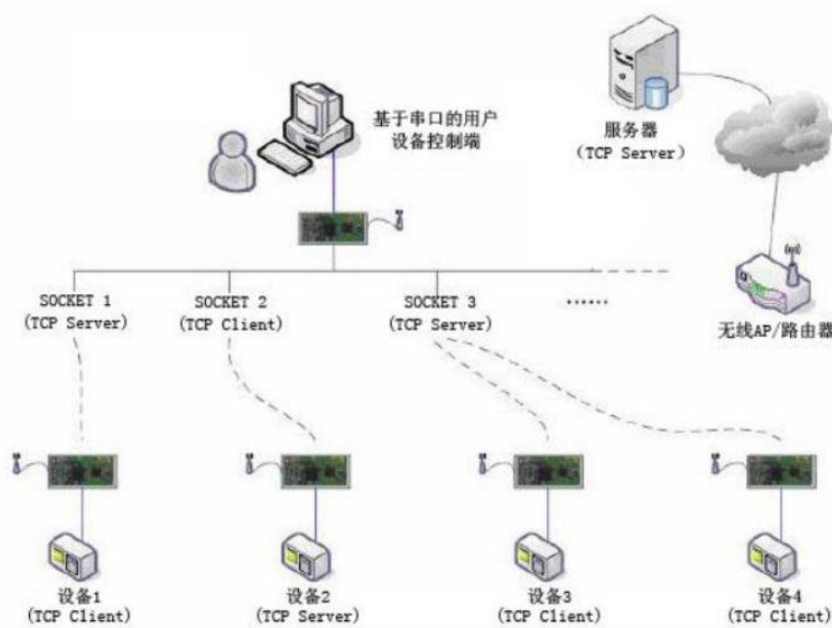 基于串口的用户
设备控制端
服务器
(TCP Server)
SOCKET 1
(TCP Server)
SOCKET 2
(TCP Client)
SOCKET 3
(TCP Server)
······
无线AP/路由器
设备1
(TCP Client)
设备2
(TCP Server)
设备3
(TCP Client)
设备4
(TCP Client)